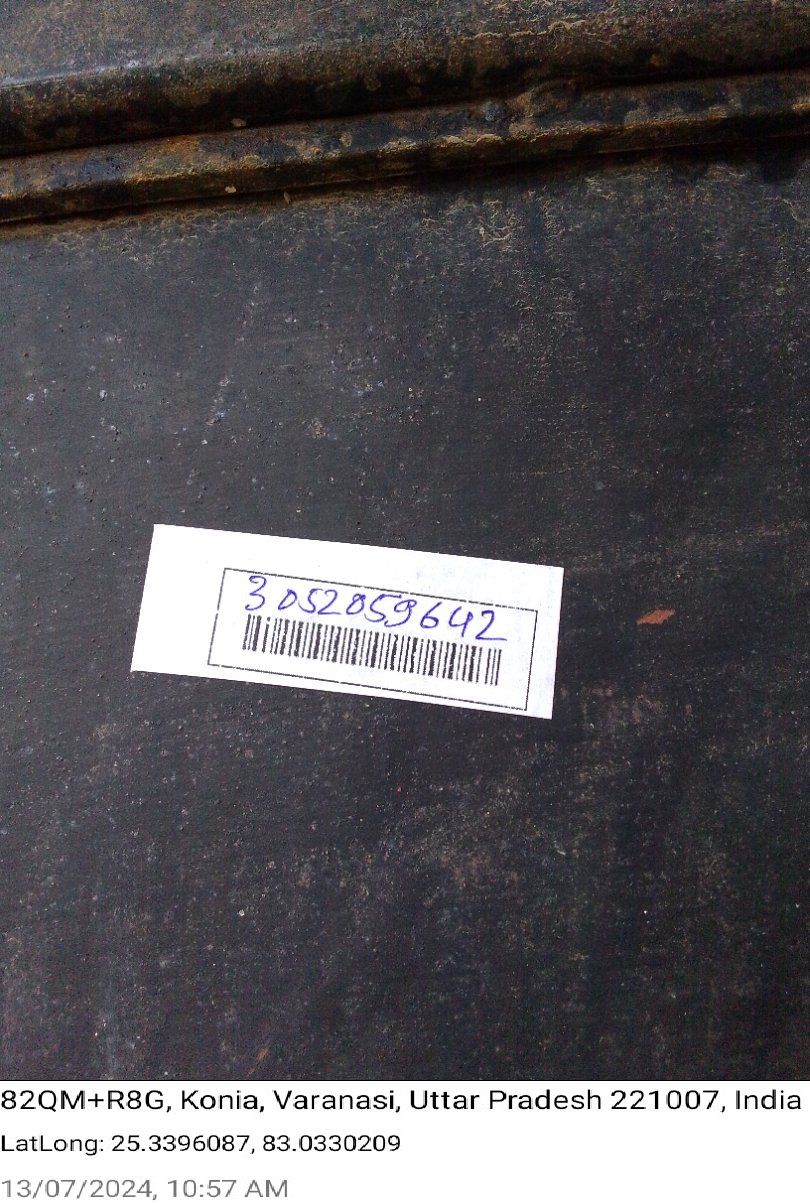 3052059642
82QM+R8G, Konia, Varanasi, Uttar Pradesh 221007, India
LatLong: 25.3396087, 83.0330209
13/07/2024, 10:57 AM